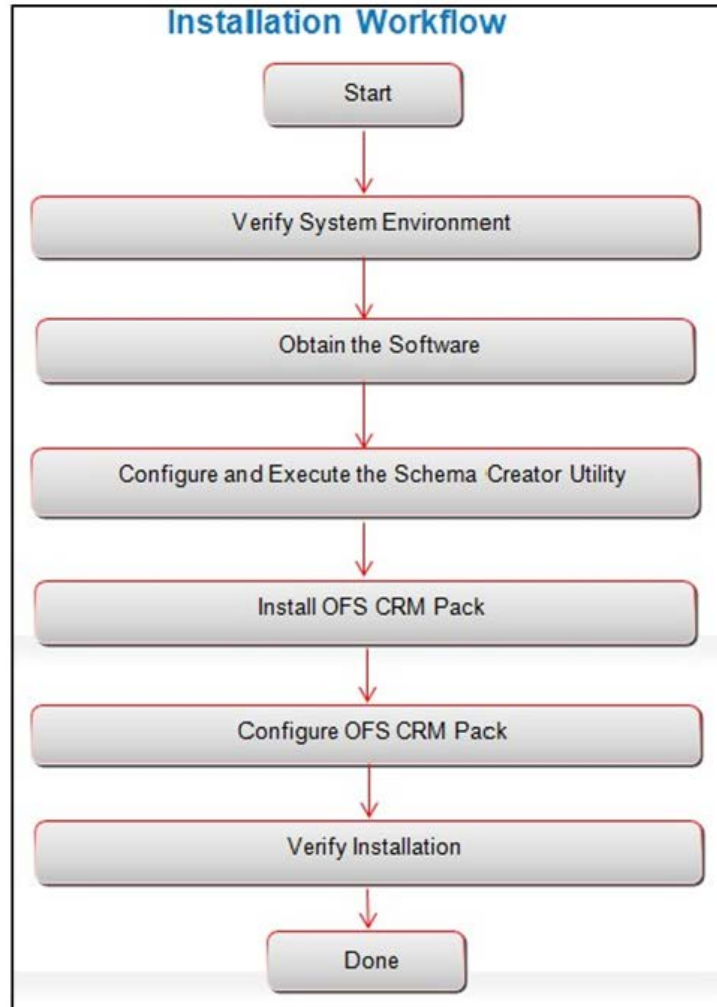 Installation Workflow
Start
Verify System Environment
Obtain the Software
Configure and Execute the Schema Creator Utility
Install OFS CRM Pack
Configure OFS CRM Pack
Verify Installation
Done